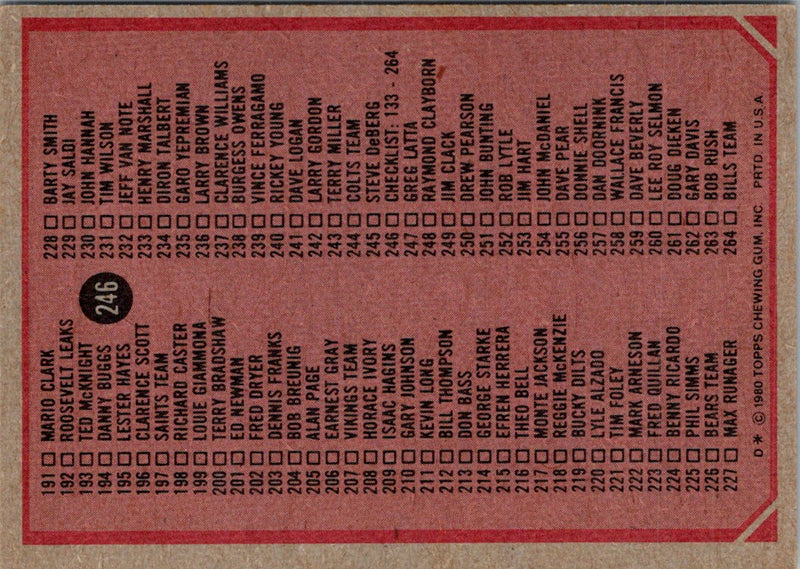 191 □ MARIO CLARK
192 □ ROOSEVELT LEAKS
193 □ TED McKNIGHT
194 □ DANNY BUGGS
195 □ LESTER HAYES
196 □ CLARENCE SCOTT
197 □ SAINTS TEAM
198 □ RICHARD CASTER
199 □ LOUIE GIAMMONA
200 □ TERRY BRADSHAW
201 □ ED NEWMAN
202 □ FRED DRYER
203 □ DENNIS FRANKS
204 □ BOB BREUNIG
205 □ ALAN PAGE
206 □ EARNEST GRAY
207 □ VIKINGS TEAM
208 □ HORACE IVORY
209 □ ISAAC HAGINS
210 □ GARY JOHNSON
211 □ KEVIN LONG
212 □ BILL THOMPSON
213 □ DON BASS
214 □ GEORGE STARKE
215 □ EFREN HERRERA
216 □ THEO BELL
217 □ MONTE JACKSON
218 □ REGGIE McKENZIE
219 □ BUCKY DILTS
220 □ LYLE ALZADO
221 □ TIM FOLEY
222 □ MARK ARNESON
223 □ FRED QUILLAN
224 □ BENNY RICARDO
225 □ PHIL SIMMS
226 □ BEARS TEAM
227 □ MAX RUNAGER
246
228 □ BARTY SMITH
229 □ JAY SALDI
230 □ JOHN HANNAH
231 □ TIM WILSON
232 □ JEFF VAN NOTE
233 □ HENRY MARSHALL
234 □ DIRON TALBERT
235 □ GARO YEPREMIAN
236 □ LARRY BROWN
237 □ CLARENCE WILLIAMS
238 □ BURGESS OWENS
239 □ VINCE FERRAGAMO
240 □ RICKEY YOUNG
241 □ DAVE LOGAN
242 □ LARRY GORDON
243 □ TERRY MILLER
244 □ COLTS TEAM
245 □ STEVE DeBERG
246 □ CHECKLIST: 133 - 264
247 □ GREG LATTA
248 □ RAYMOND CLAYBORN
249 □ JIM CLACK
250 □ DREW PEARSON
251 □ JOHN BUNTING
252 □ ROB LYTLE
253 □ JIM HART
254 □ JOHN McDANIEL
255 □ DAVE PEAR
256 □ DONNIE SHELL
257 □ DAN DOORNINK
258 □ WALLACE FRANCIS
259 □ DAVE BEVERLY
260 □ LEE ROY SELMON
261 □ DOUG DIEKEN
262 □ GARY DAVIS
263 □ BOB RUSH
264 □ BILLS TEAM
D* © 1980 TOPPS CHEWING GUM, INC. PRTD. IN U.S.A.